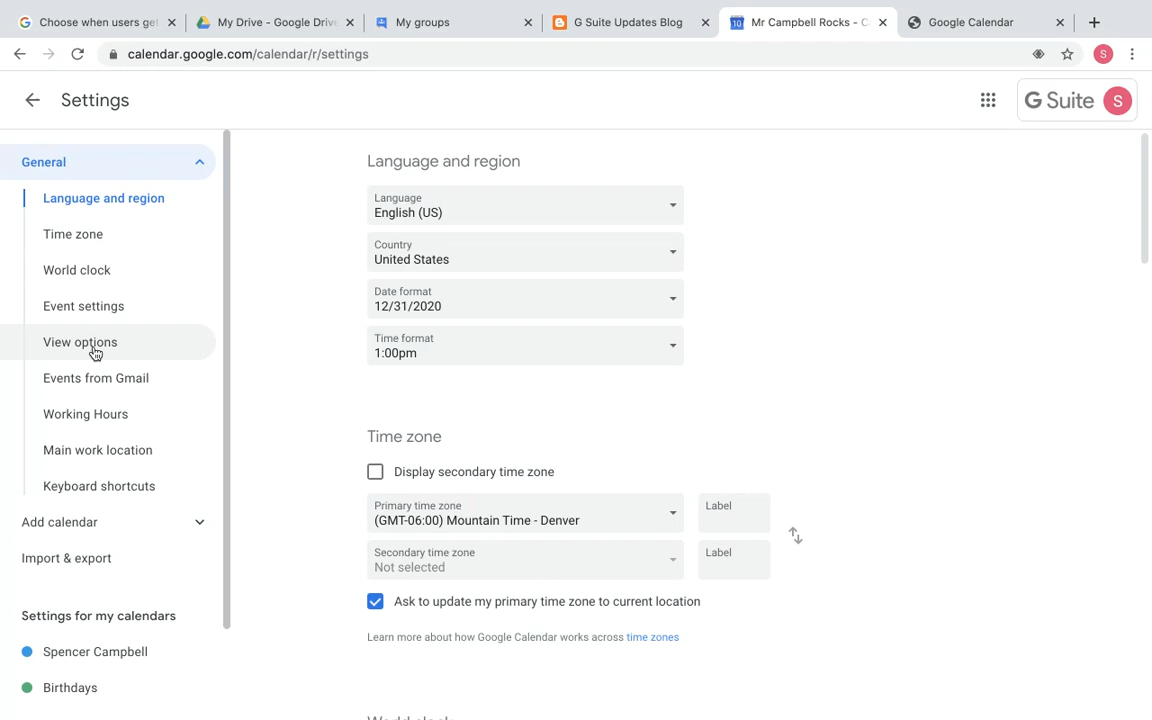 Choose when users get
My Drive - Google Drive
My groups
G Suite Updates Blog
Mr Campbell Rocks - C
Google Calendar
calendar.google.com/calendar/r/settings
S
Settings
G Suite S
General
Language and region
Time zone
World clock
Event settings
View options
Events from Gmail
Working Hours
Main work location
Keyboard shortcuts
Add calendar
Import & export
Settings for my calendars
Spencer Campbell
Birthdays
Language and region
Language
English (US)
Country
United States
Date format
12/31/2020
Time format
1:00pm
Time zone
Display secondary time zone
Primary time zone
(GMT-06:00) Mountain Time - Denver
Label
Secondary time zone
Not selected
Label
Ask to update my primary time zone to current location
Learn more about how Google Calendar works across time zones
World clock